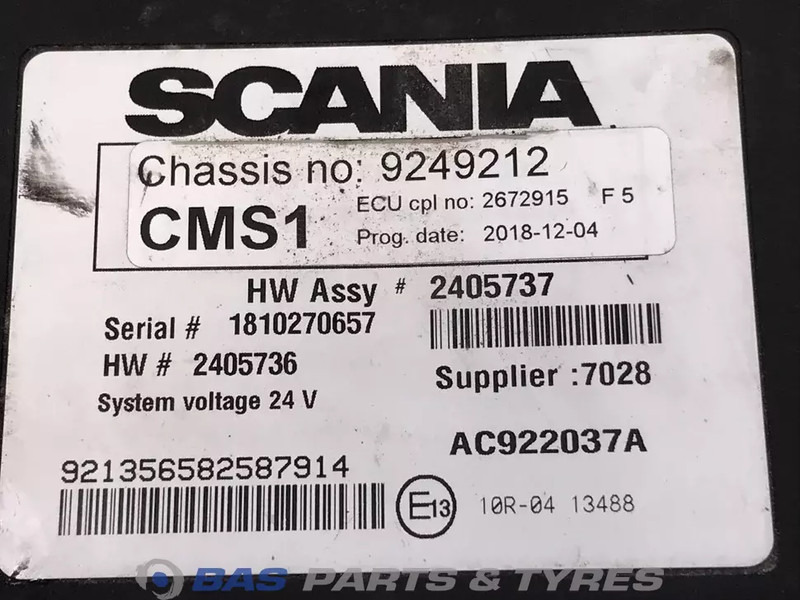 SCANIA
Chassis no: 9249212
CMS1
ECU cpl no: 2672915 F 5
Prog. date: 2018-12-04
HW Assy # 2405737
Serial # 1810270657
HW # 2405736
Supplier :7028
System voltage 24 V
AC922037A
921356582587914
E13 10R-04 13488
BAS PARTS & TYRES